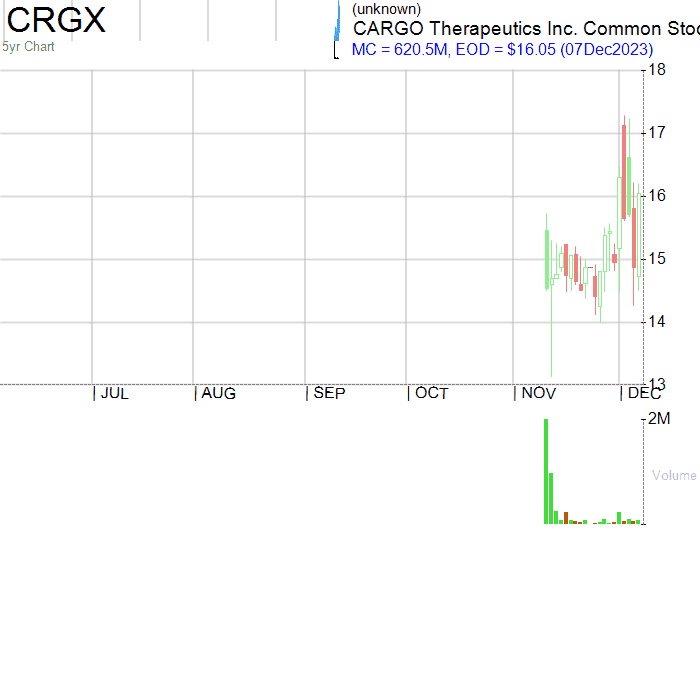 CRGX
5yr Chart
(unknown)
CARGO Therapeutics Inc. Common Stoc
MC = 620.5M, EOD = $16.05 (07Dec2023)
18
17
16
15
14
13
JUL AUG SEP OCT NOV DEC
2M
Volume